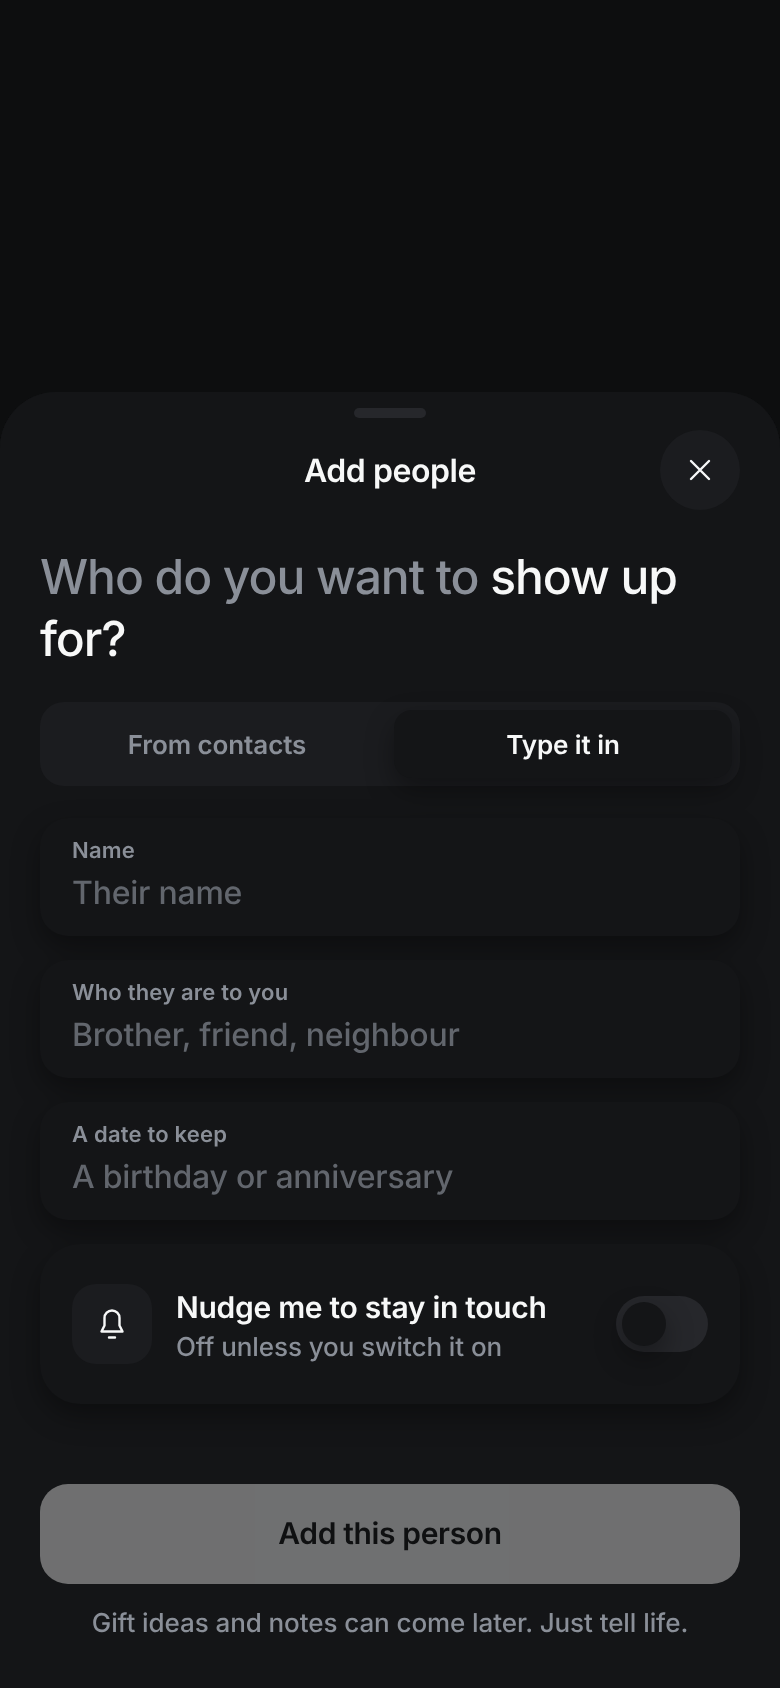 Add people
Who do you want to show up
for?
From contacts
Type it in
Name
Their name
Who they are to you
Brother, friend, neighbour
A date to keep
A birthday or anniversary
Nudge me to stay in touch
Off unless you switch it on
Add this person
Gift ideas and notes can come later. Just tell life.